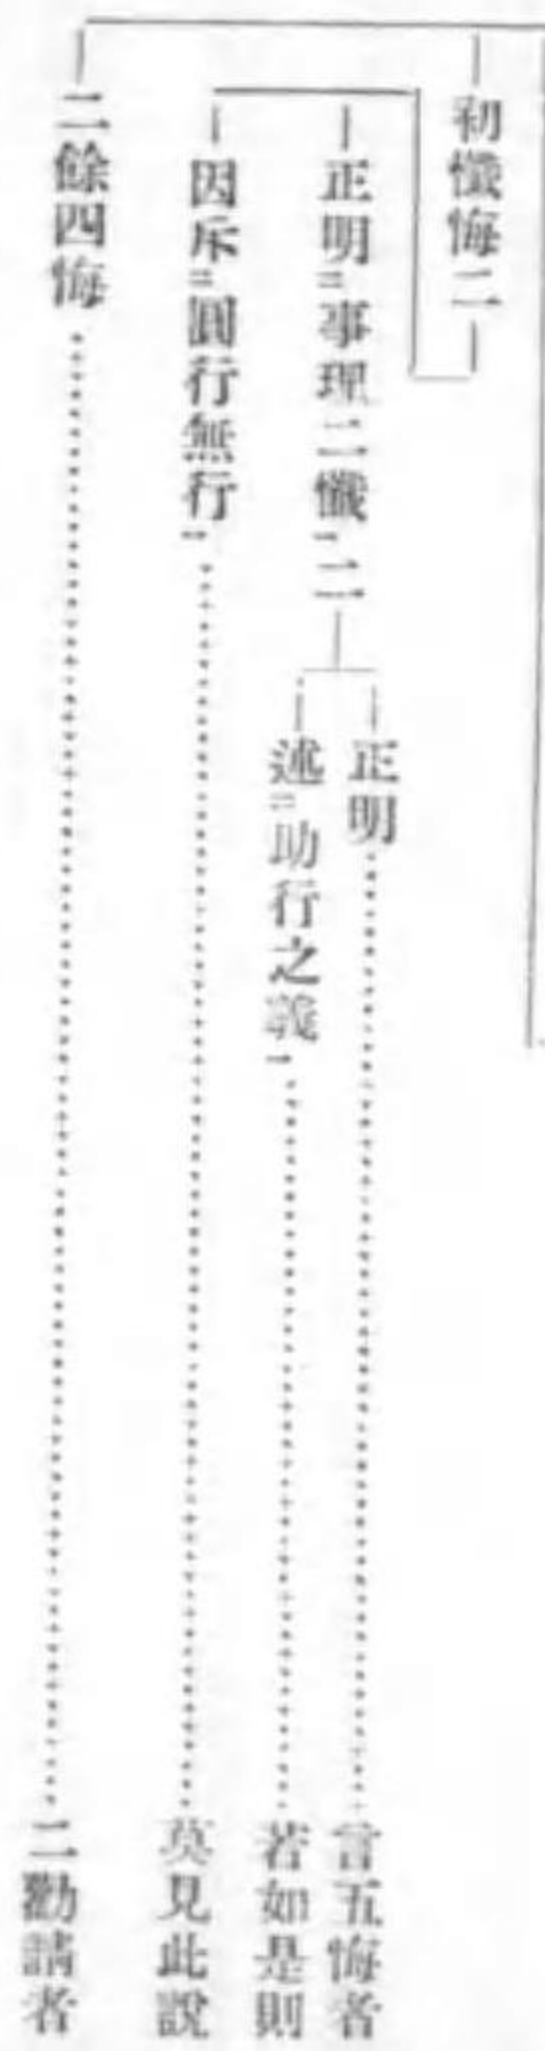 初懺悔二
正明㆓事理二懺㆒二
正明……言五悔者
述㆓助行之義㆒……若如是則
因斥㆓圓行無行㆒……莫見此說
二餘四悔……二勸請者